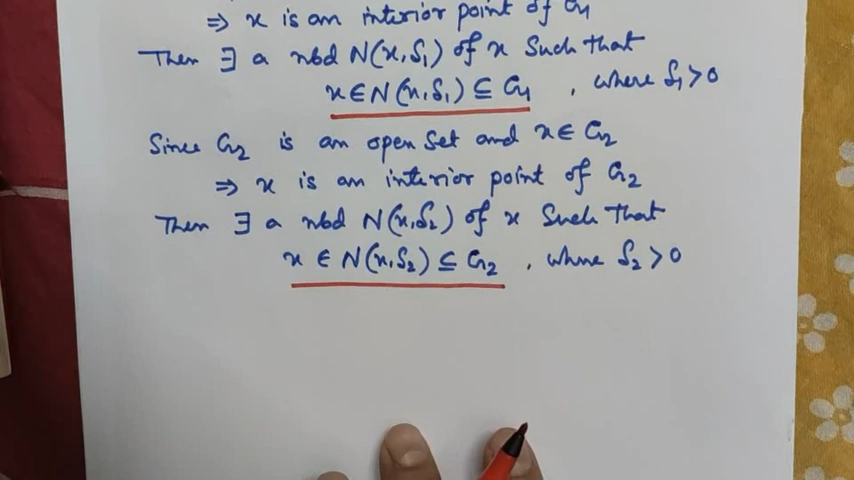 ⇒ x is an interior point of G₁
Then ∃ a nbd N(x,δ₁) of x Such that
x ∈ N(x,δ₁) ⊆ G₁ , where δ₁ > 0
Since G₂ is an open set and x ∈ G₂
⇒ x is an interior point of G₂
Then ∃ a nbd N(x,δ₂) of x Such that
x ∈ N(x,δ₂) ⊆ G₂ , where δ₂ > 0